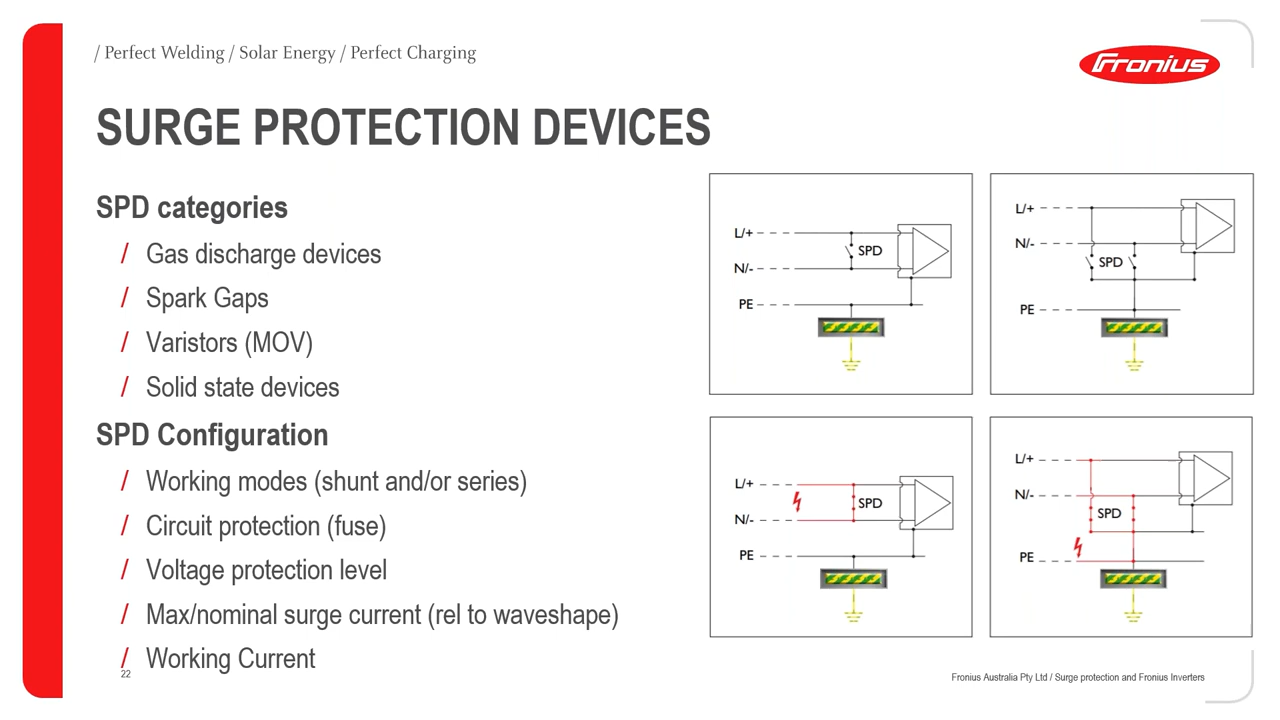 / Perfect Welding / Solar Energy / Perfect Charging
Fronius
SURGE PROTECTION DEVICES
SPD categories
/ Gas discharge devices
/ Spark Gaps
/ Varistors (MOV)
/ Solid state devices
SPD Configuration
/ Working modes (shunt and/or series)
/ Circuit protection (fuse)
/ Voltage protection level
/ Max/nominal surge current (rel to waveshape)
/ Working Current
L/+
SPD
N/-
PE
L/+
N/-
SPD
PE
L/+
SPD
N/-
PE
L/+
N/-
SPD
PE
22
Fronius Australia Pty Ltd / Surge protection and Fronius Inverters